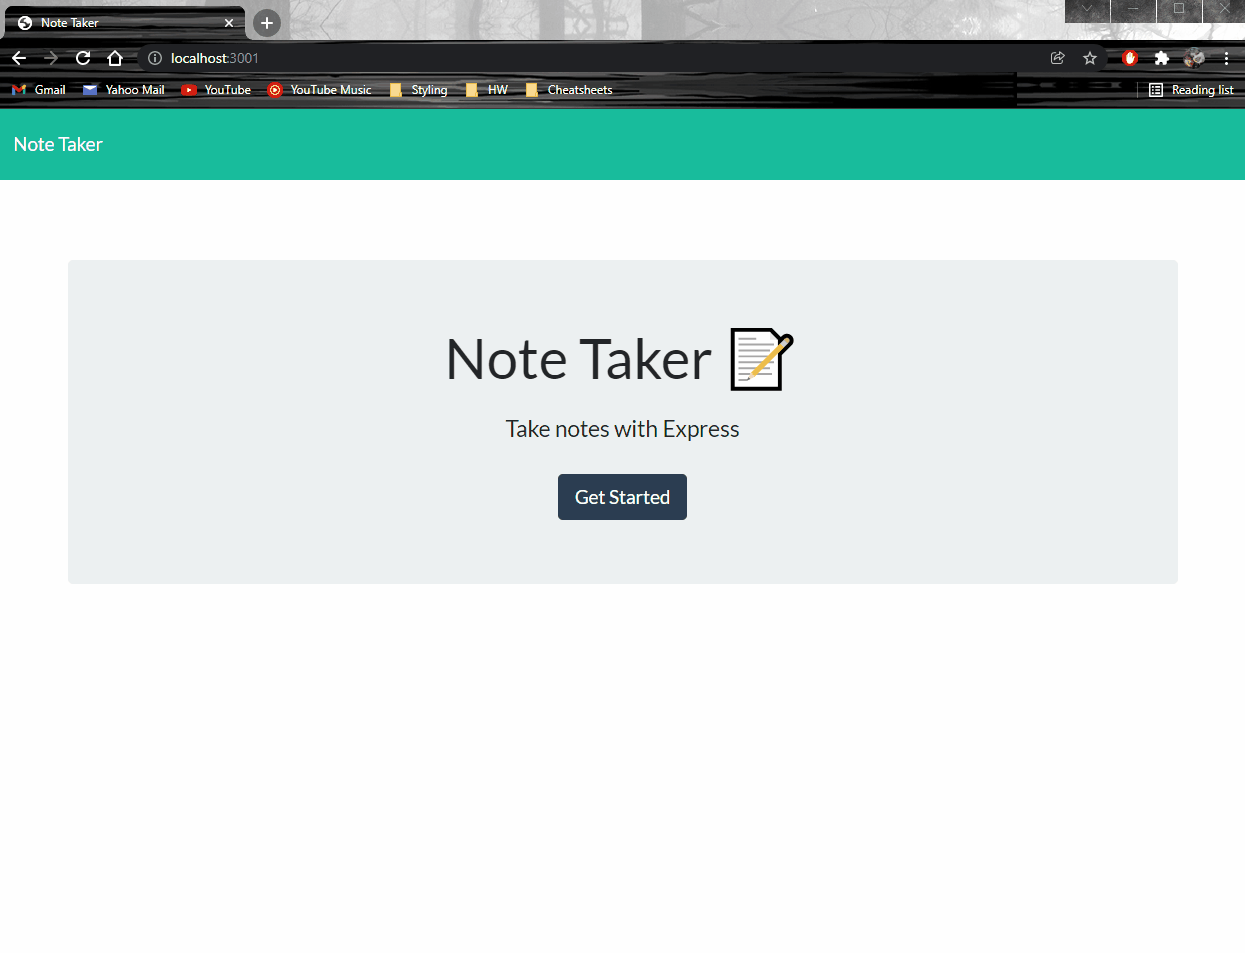 Note Taker
localhost:3001
Gmail Yahoo Mail YouTube YouTube Music Styling HW Cheatsheets Reading list
Note Taker
Note Taker
Take notes with Express
Get Started